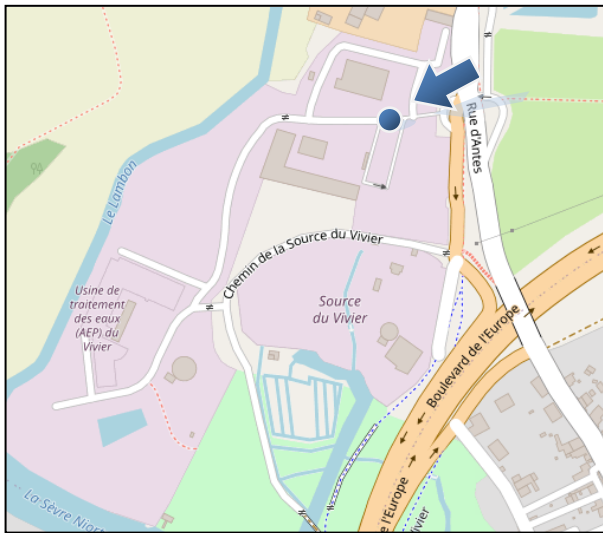 Rue d'Antes
Le Lambon
Chemin de la Source du Vivier
Usine de
traitement
des eaux
(AEP) du
Vivier
Source
du Vivier
Boulevard de l'Europe
La Sèvre Niort
e l'Europe
Vivier